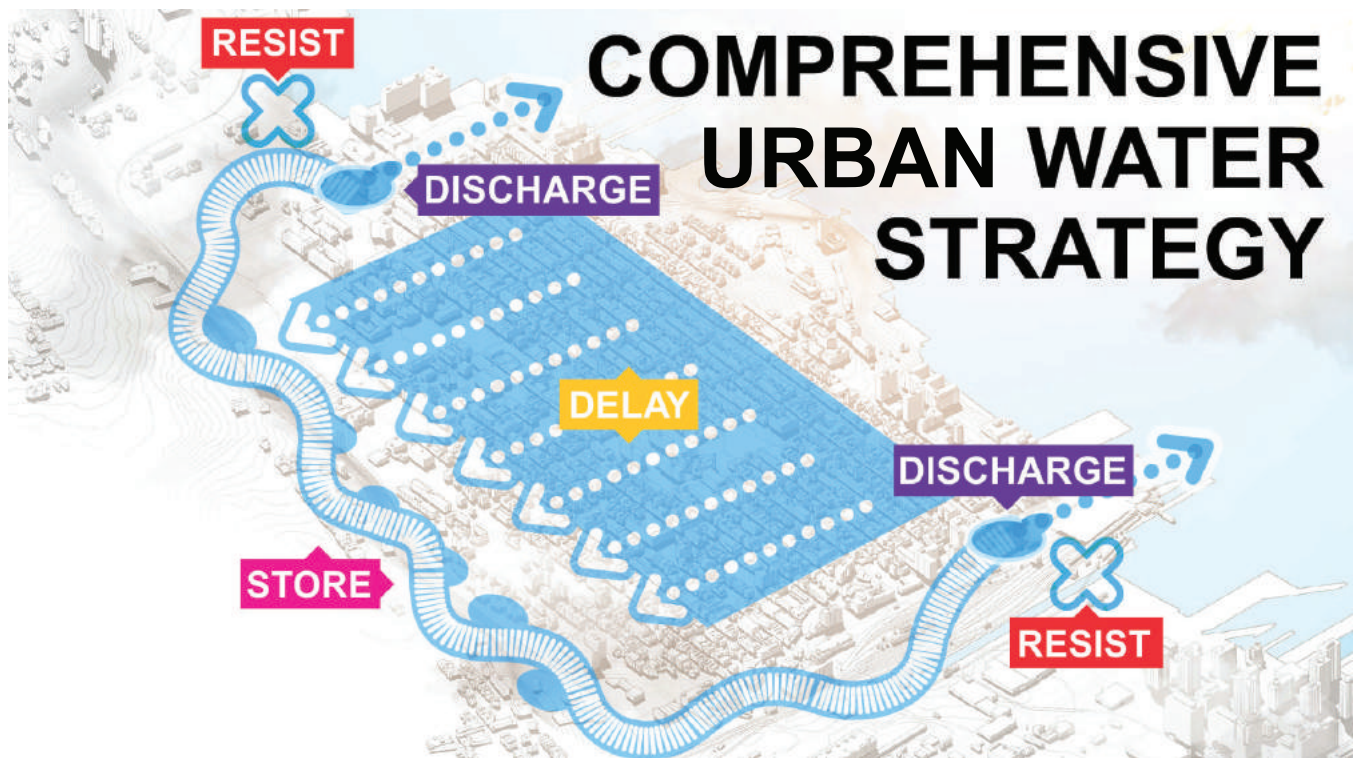 RESIST
COMPREHENSIVE
URBAN WATER
STRATEGY
DISCHARGE
DELAY
DISCHARGE
STORE
RESIST